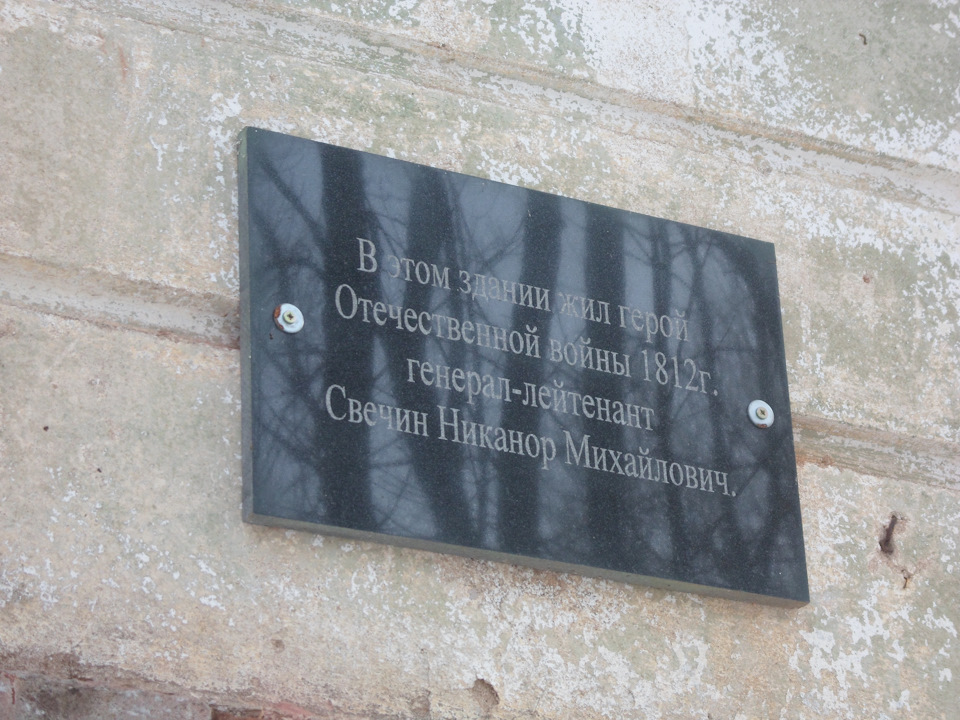 В этом здании жил герой
Отечественной войны 1812г.
генерал-лейтенант
Свечин Никанор Михайлович.